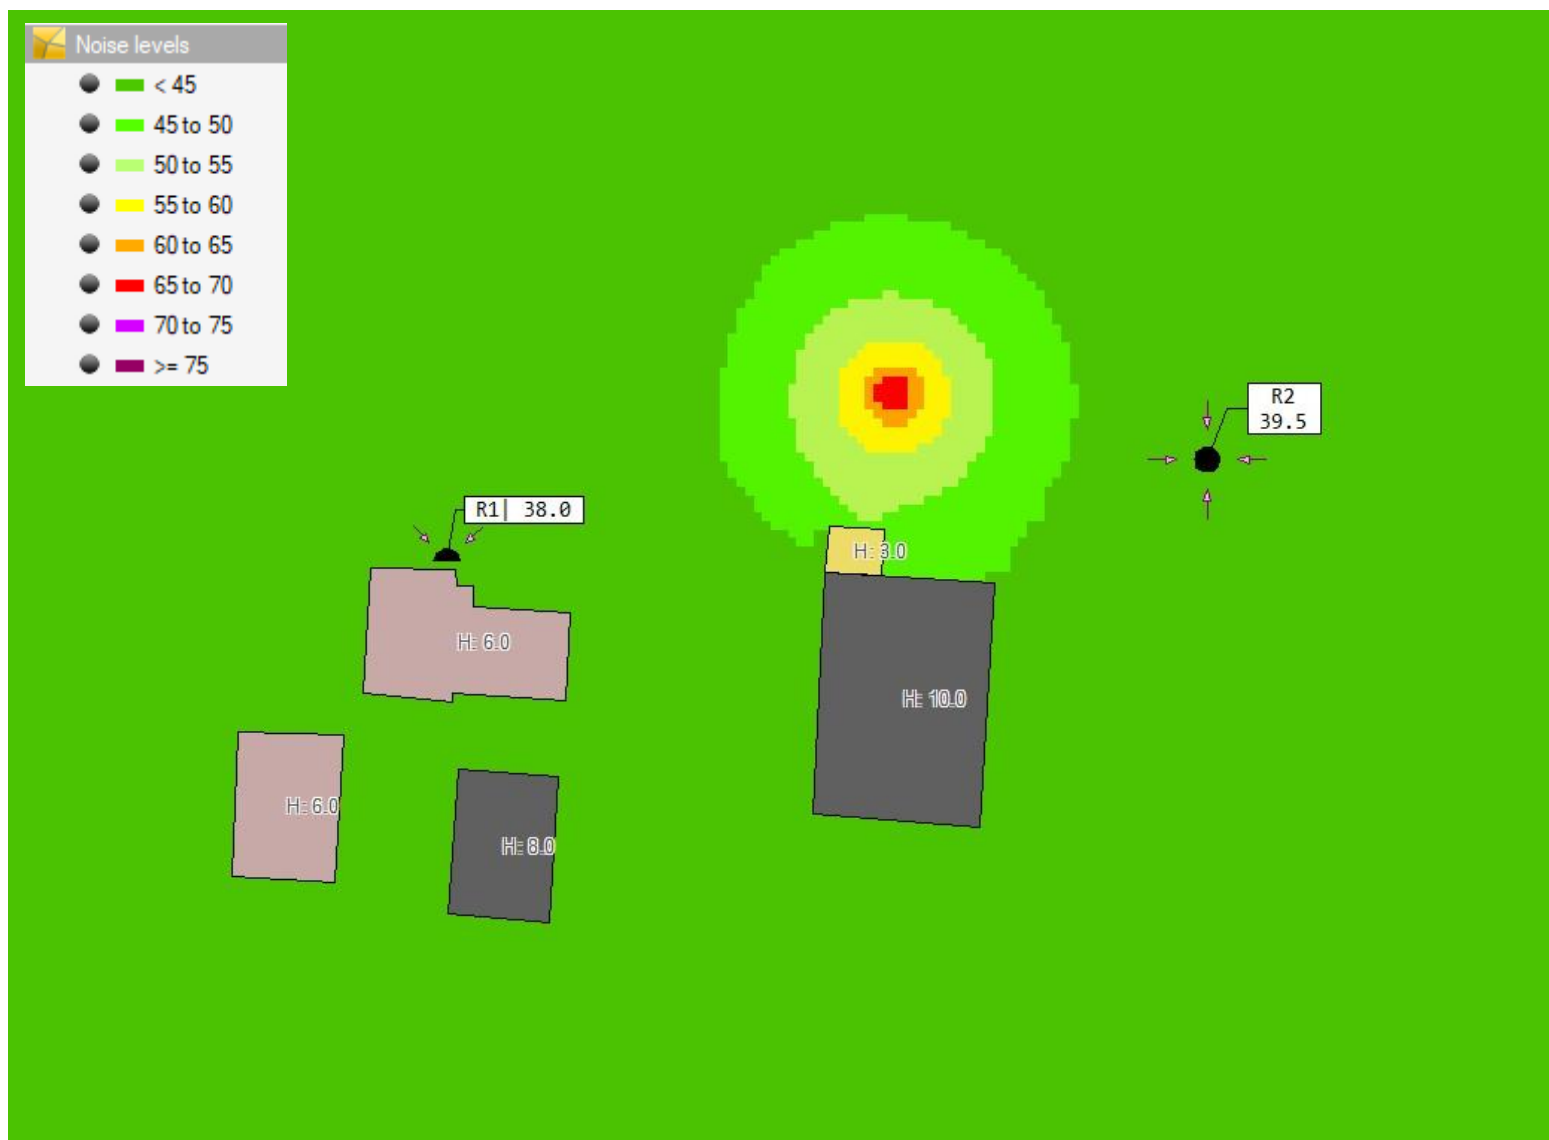 Noise levels
< 45
45 to 50
50 to 55
55 to 60
60 to 65
65 to 70
70 to 75
>= 75
R2
39.5
R1| 38.0
H: 3.0
H: 6.0
H: 10.0
H: 6.0
H: 8.0